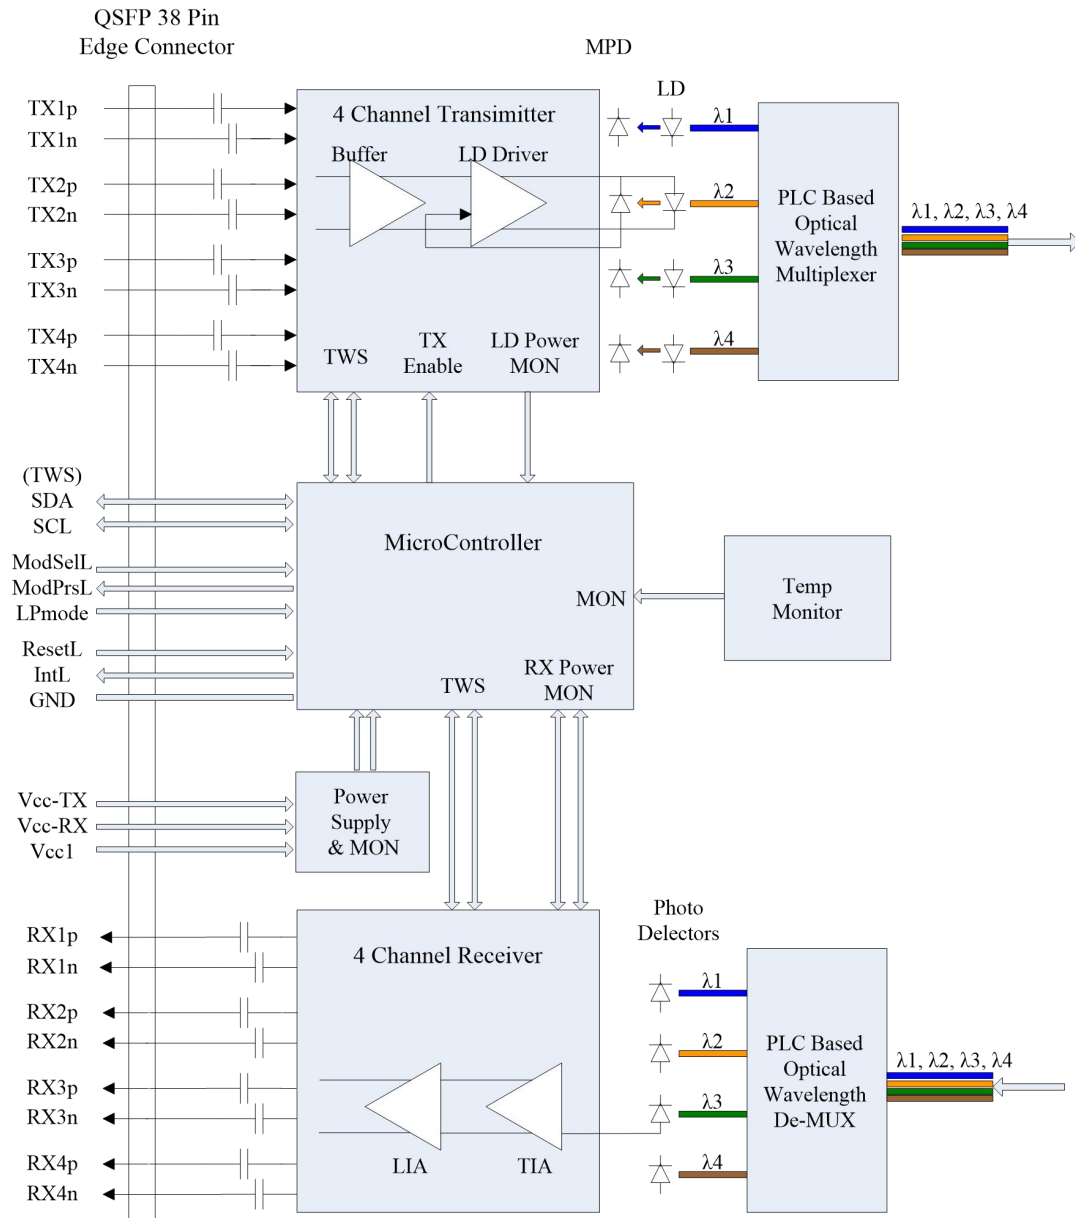 QSFP 38 Pin
Edge Connector
MPD
LD
TX1p
TX1n
TX2p
TX2n
TX3p
TX3n
TX4p
TX4n
4 Channel Transimitter
Buffer
LD Driver
TWS
TX
Enable
LD Power
MON
λ1
λ2
λ3
λ4
PLC Based
Optical
Wavelength
Multiplexer
λ1, λ2, λ3, λ4
(TWS)
SDA
SCL
ModSelL
ModPrsL
LPmode
ResetL
IntL
GND
MicroController
MON
TWS
RX Power
MON
Temp
Monitor
Vcc-TX
Vcc-RX
Vcc1
Power
Supply
& MON
RX1p
RX1n
RX2p
RX2n
RX3p
RX3n
RX4p
RX4n
4 Channel Receiver
LIA
TIA
Photo
Delectors
λ1
λ2
λ3
λ4
PLC Based
Optical
Wavelength
De-MUX
λ1, λ2, λ3, λ4